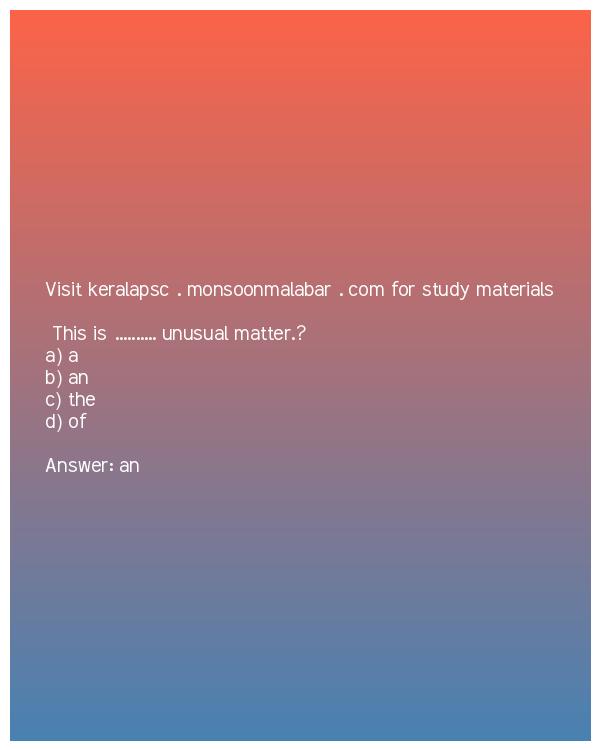 Visit keralapsc . monsoonmalabar . com for study materials
This is .......... unusual matter.?
a) a
b) an
c) the
d) of
Answer: an